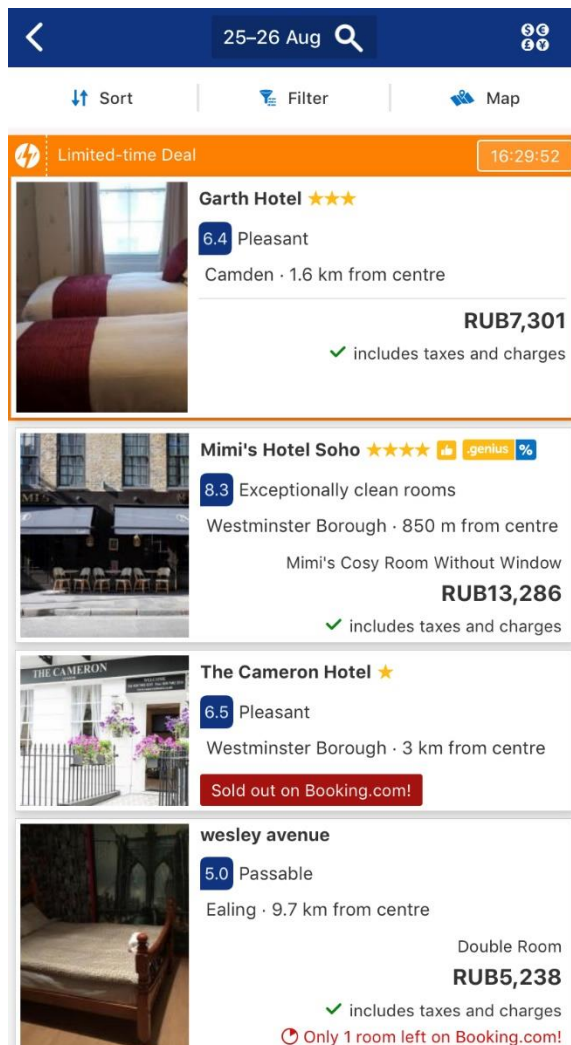 25–26 Aug
Sort
Filter
Map
Limited-time Deal
16:29:52
Garth Hotel
6.4 Pleasant
Camden · 1.6 km from centre
RUB7,301
includes taxes and charges
Mimi's Hotel Soho .genius %
8.3 Exceptionally clean rooms
Westminster Borough · 850 m from centre
Mimi's Cosy Room Without Window
RUB13,286
includes taxes and charges
THE CAMERON
The Cameron Hotel
6.5 Pleasant
Westminster Borough · 3 km from centre
Sold out on Booking.com!
wesley avenue
5.0 Passable
Ealing · 9.7 km from centre
Double Room
RUB5,238
includes taxes and charges
Only 1 room left on Booking.com!